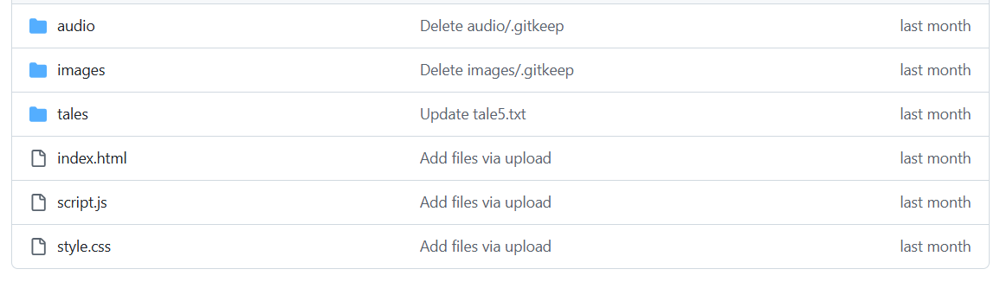 audio Delete audio/.gitkeep last month
images Delete images/.gitkeep last month
tales Update tale5.txt last month
index.html Add files via upload last month
script.js Add files via upload last month
style.css Add files via upload last month